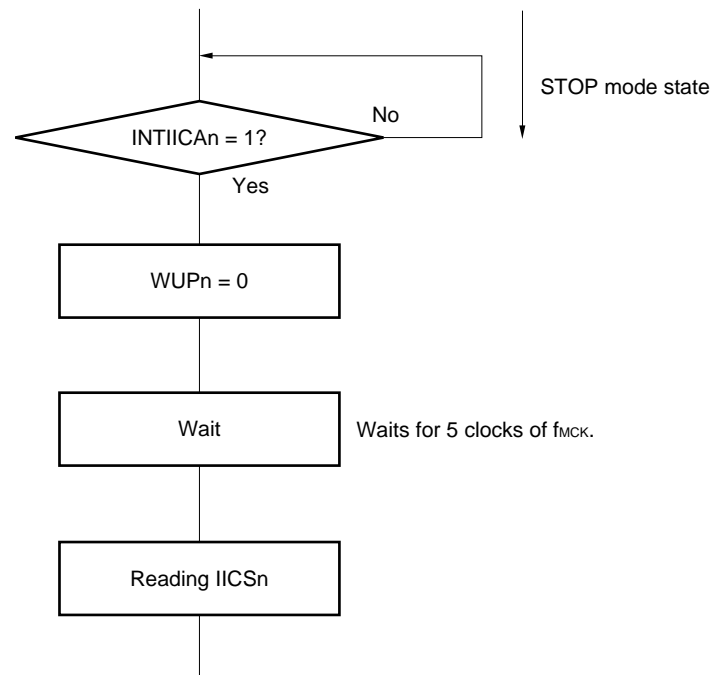 STOP mode state
No
INTIICAn = 1?
Yes
WUPn = 0
Wait
Waits for 5 clocks of fMCK.
Reading IICSn